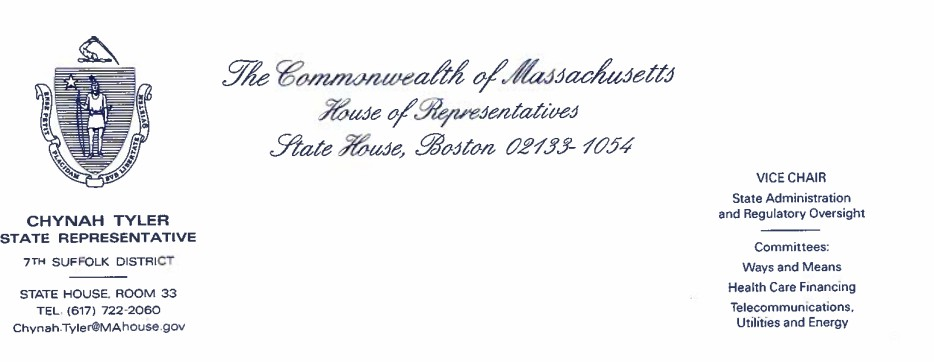 The Commonwealth of Massachusetts
House of Representatives
State House, Boston 02133-1054
ENSE PETIT PLACIDAM SVB LIBERTATE QVIETEM
CHYNAH TYLER
STATE REPRESENTATIVE
7TH SUFFOLK DISTRICT
STATE HOUSE, ROOM 33
TEL. (617) 722-2060
Chynah.Tyler@MAhouse.gov
VICE CHAIR
State Administration
and Regulatory Oversight
Committees:
Ways and Means
Health Care Financing
Telecommunications,
Utilities and Energy